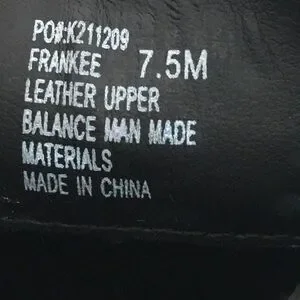 PO#:K211209
FRANKEE 7.5M
LEATHER UPPER
BALANCE MAN MADE
MATERIALS
MADE IN CHINA